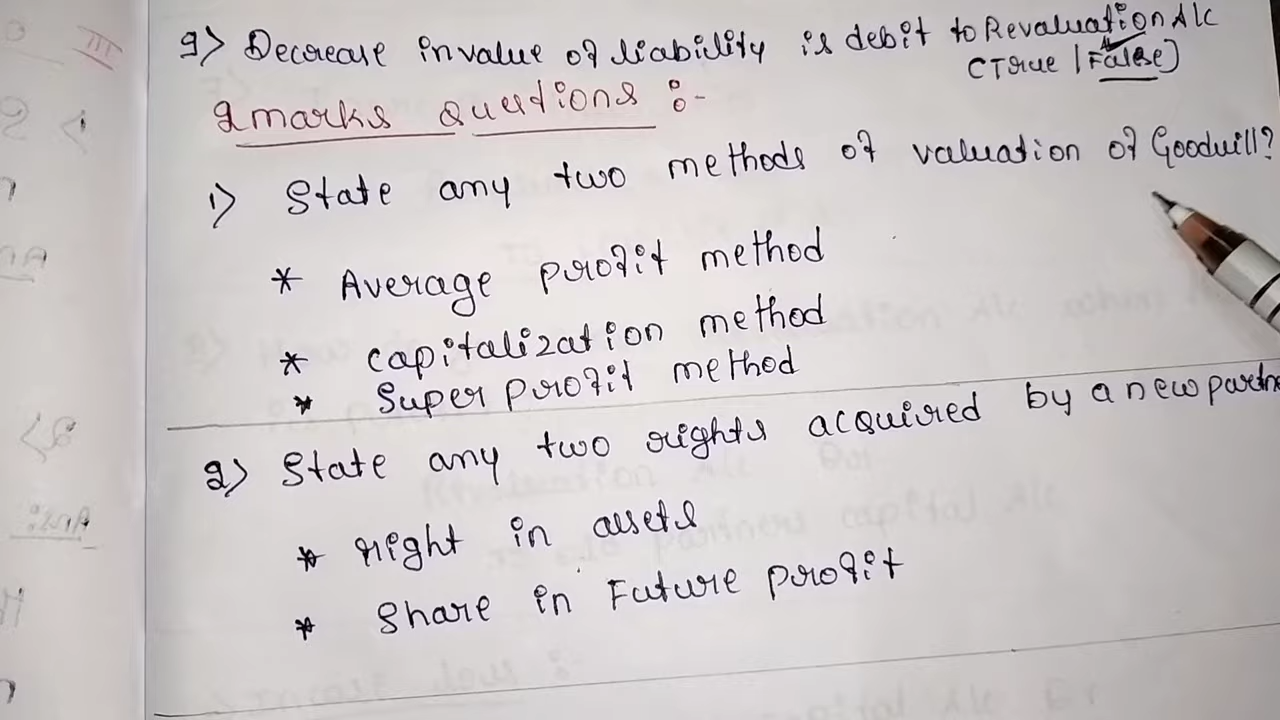 9> Decrease in value of liability is debit to Revaluation A/c
(True / False)
2 marks questions :-
1) State any two methods of valuation of Goodwill?
* Average profit method
* capitalization method
* Super profit method
2) State any two rights acquired by a new partne
* right in assets
* Share in Future profit